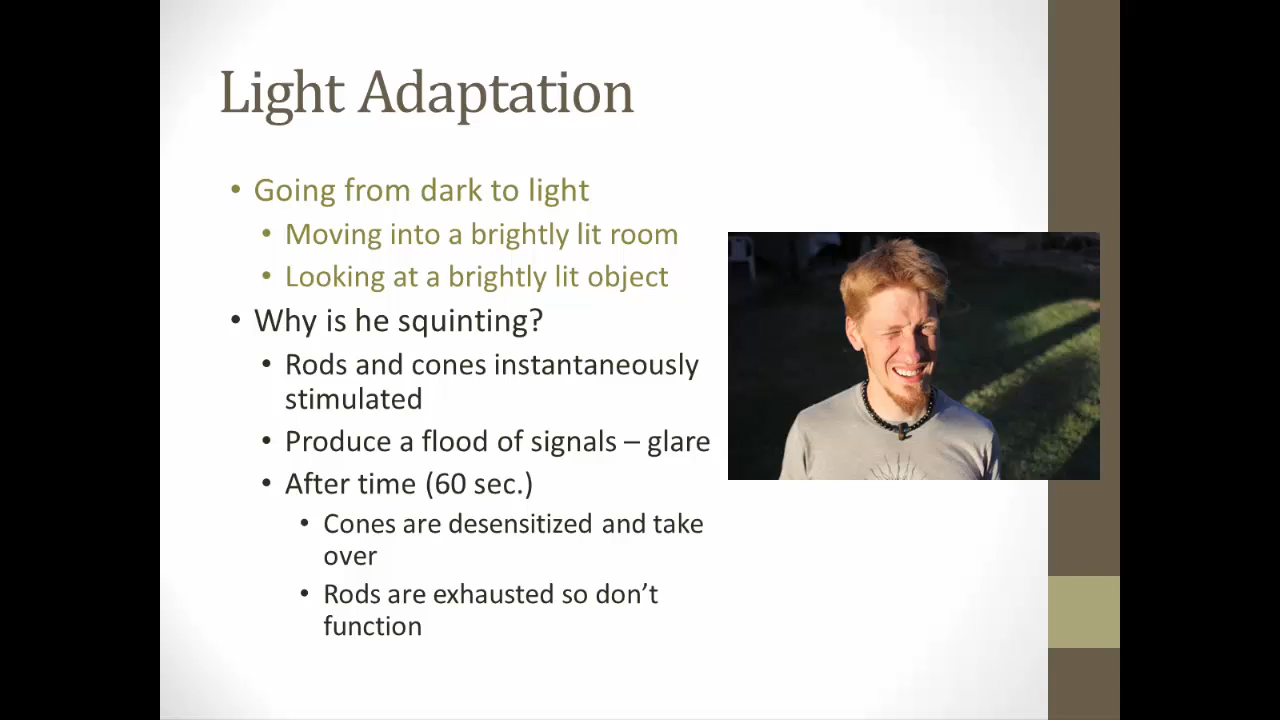 Light Adaptation
• Going from dark to light
• Moving into a brightly lit room
• Looking at a brightly lit object
• Why is he squinting?
• Rods and cones instantaneously
stimulated
• Produce a flood of signals – glare
• After time (60 sec.)
• Cones are desensitized and take
over
• Rods are exhausted so don’t
function